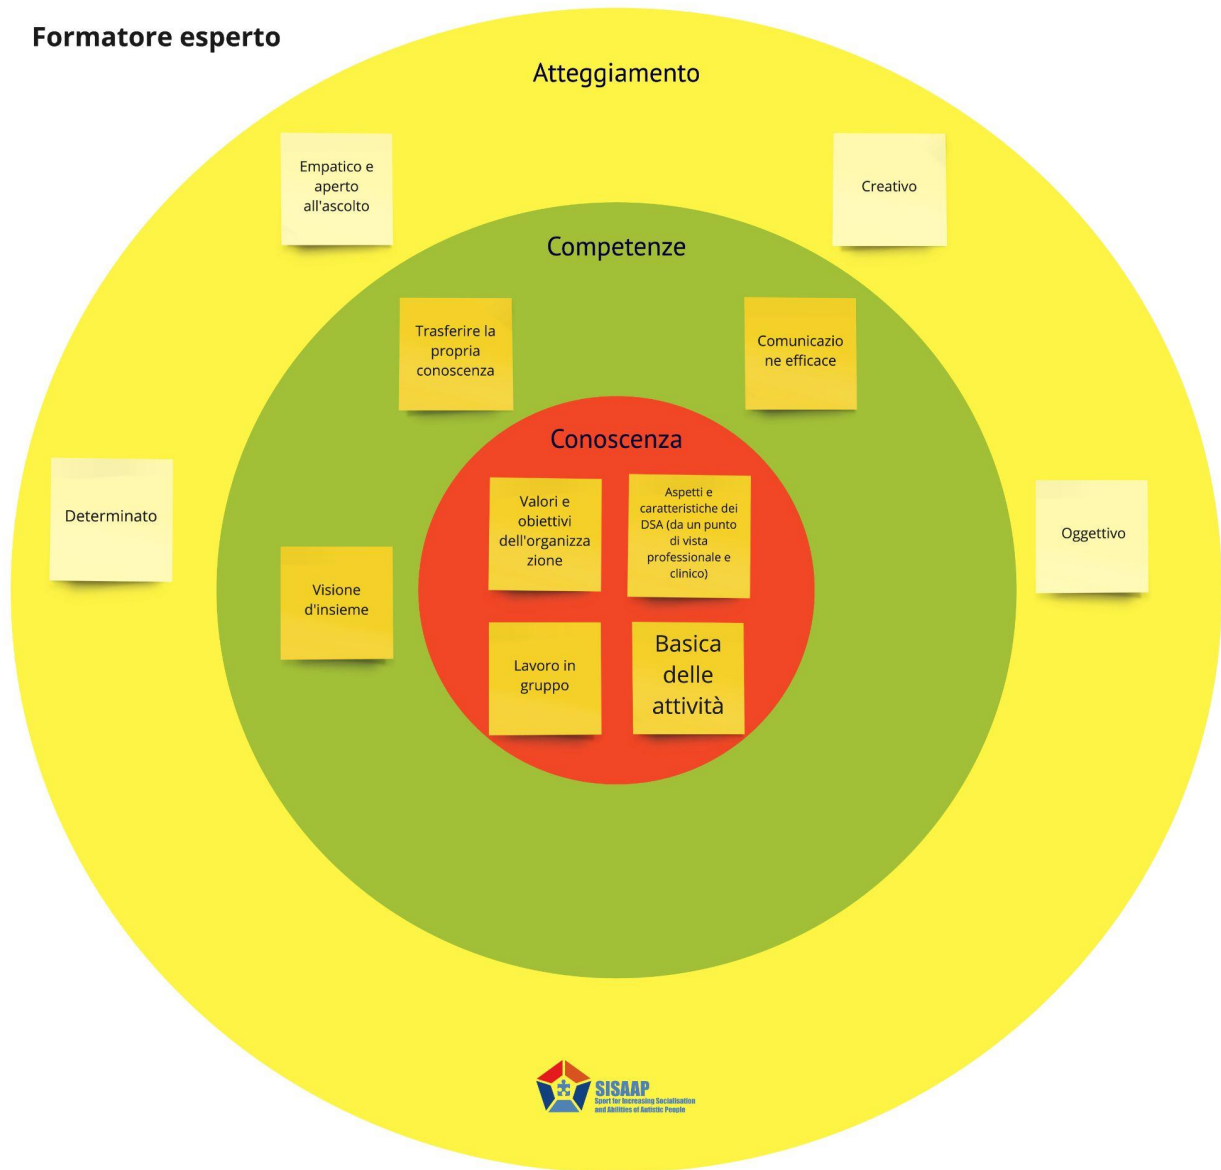 Formatore esperto
Atteggiamento
Empatico e
aperto
all'ascolto
Creativo
Competenze
Trasferire la
propria
conoscenza
Comunicazio
ne efficace
Conoscenza
Valori e
obiettivi
dell'organizza
zione
Aspetti e
caratteristiche dei
DSA (da un punto
di vista
professionale e
clinico)
Determinato
Oggettivo
Visione
d'insieme
Lavoro in
gruppo
Basica
delle
attività
SISAAP
Sport for Increasing Socialisation
and Abilities of Autistic People